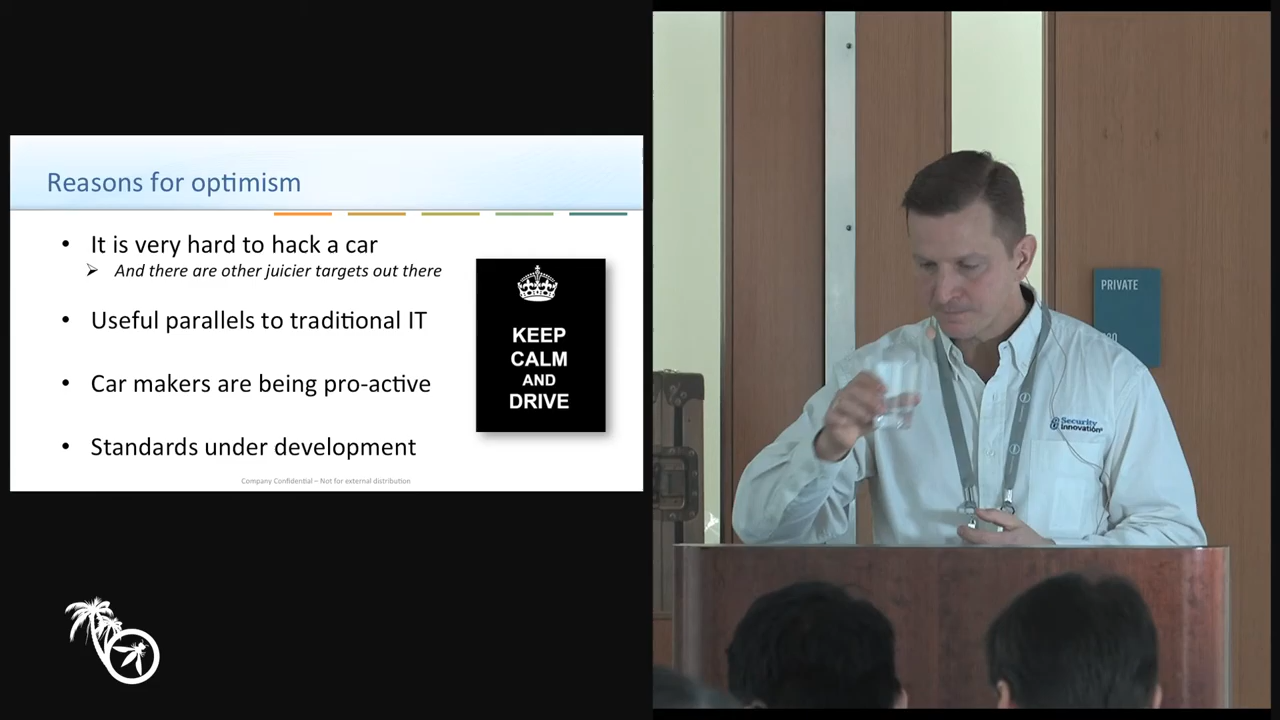 Reasons for optimism
• It is very hard to hack a car
➢ And there are other juicier targets out there
• Useful parallels to traditional IT
• Car makers are being pro-active
• Standards under development
KEEP
CALM
AND
DRIVE
Company Confidential – Not for external distribution
PRIVATE
Security
Innovation